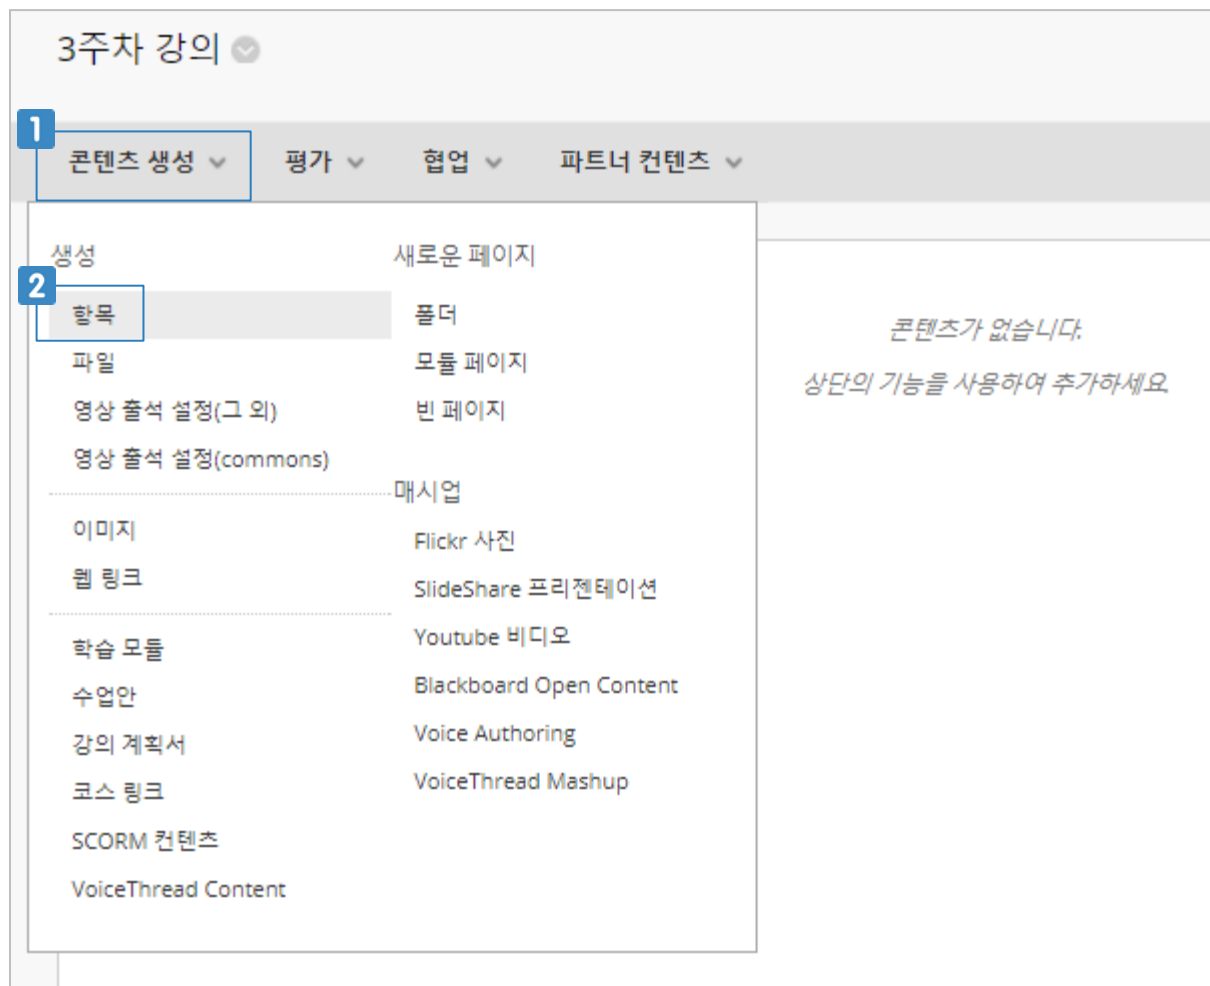 3주차 강의
1
콘텐츠 생성 평가 협업 파트너 컨텐츠
생성
2
항목
파일
영상 출석 설정(그 외)
영상 출석 설정(commons)
이미지
웹 링크
학습 모듈
수업안
강의 계획서
코스 링크
SCORM 컨텐츠
VoiceThread Content
새로운 페이지
폴더
모듈 페이지
빈 페이지
매시업
Flickr 사진
SlideShare 프리젠테이션
Youtube 비디오
Blackboard Open Content
Voice Authoring
VoiceThread Mashup
콘텐츠가 없습니다.
상단의 기능을 사용하여 추가하세요.